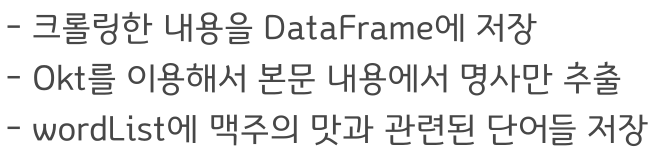 - 크롤링한 내용을 DataFrame에 저장
- Okt를 이용해서 본문 내용에서 명사만 추출
- wordList에 맥주의 맛과 관련된 단어들 저장